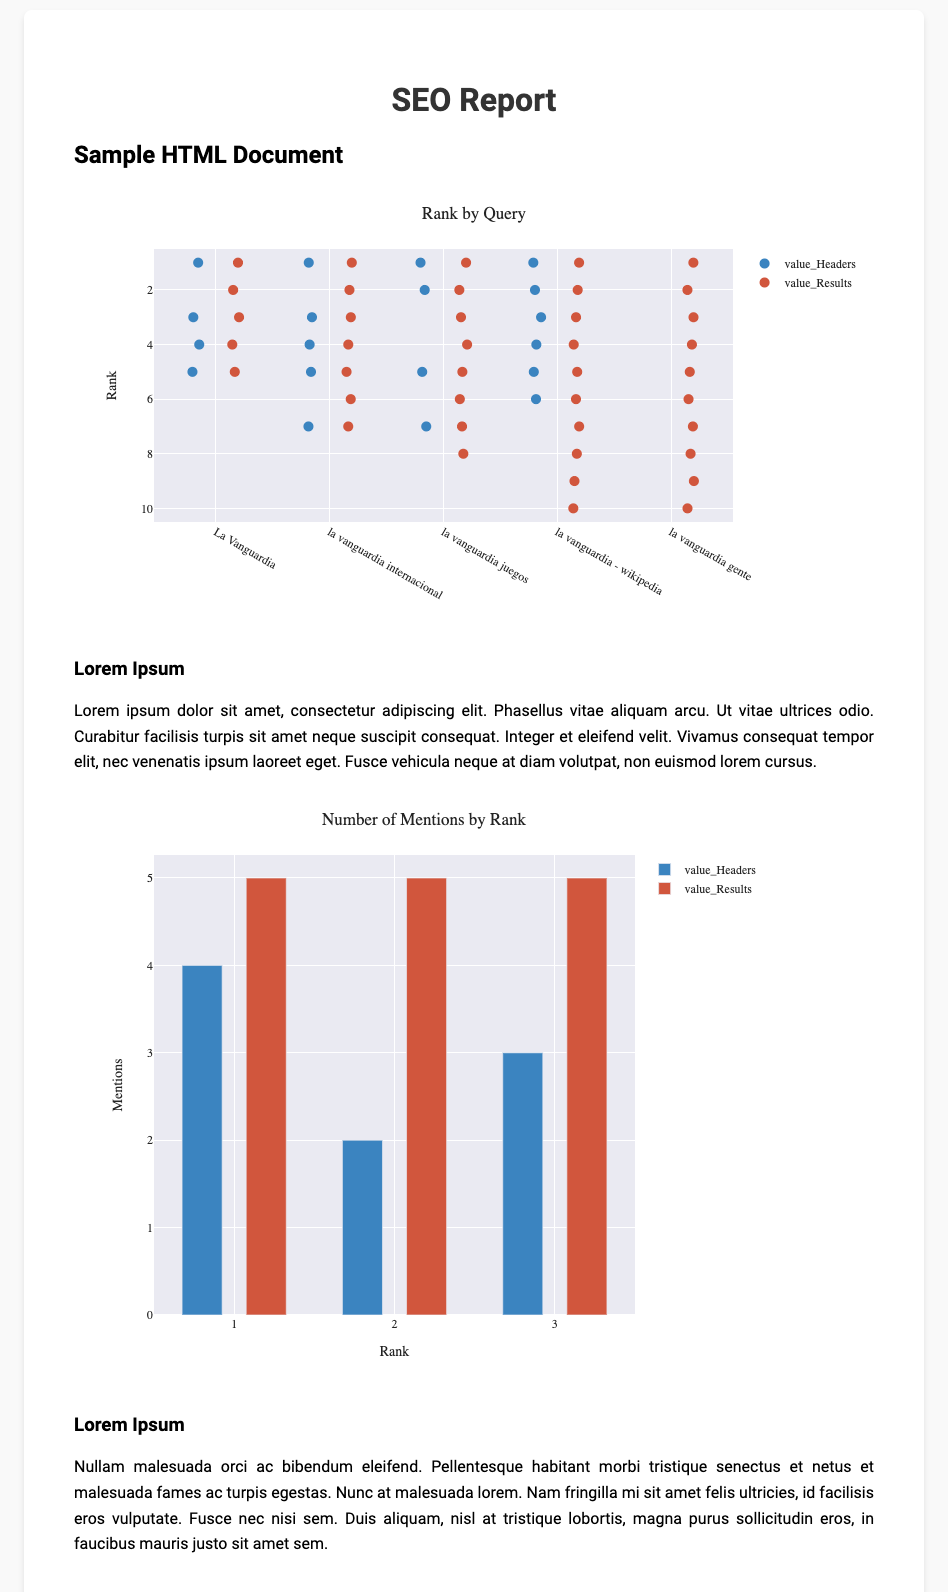 SEO Report
Sample HTML Document
Rank by Query
value_Headers
value_Results
Rank
2
4
6
8
10
La Vanguardia
la vanguardia internacional
la vanguardia juegos
la vanguardia - wikipedia
la vanguardia gente
Lorem Ipsum
Lorem ipsum dolor sit amet, consectetur adipiscing elit. Phasellus vitae aliquam arcu. Ut vitae ultrices odio.
Curabitur facilisis turpis sit amet neque suscipit consequat. Integer et eleifend velit. Vivamus consequat tempor
elit, nec venenatis ipsum laoreet eget. Fusce vehicula neque at diam volutpat, non euismod lorem cursus.
Number of Mentions by Rank
value_Headers
value_Results
5
4
3
2
1
0
Mentions
1 2 3
Rank
Lorem Ipsum
Nullam malesuada orci ac bibendum eleifend. Pellentesque habitant morbi tristique senectus et netus et
malesuada fames ac turpis egestas. Nunc at malesuada lorem. Nam fringilla mi sit amet felis ultricies, id facilisis
eros vulputate. Fusce nec nisi sem. Duis aliquam, nisl at tristique lobortis, magna purus sollicitudin eros, in
faucibus mauris justo sit amet sem.